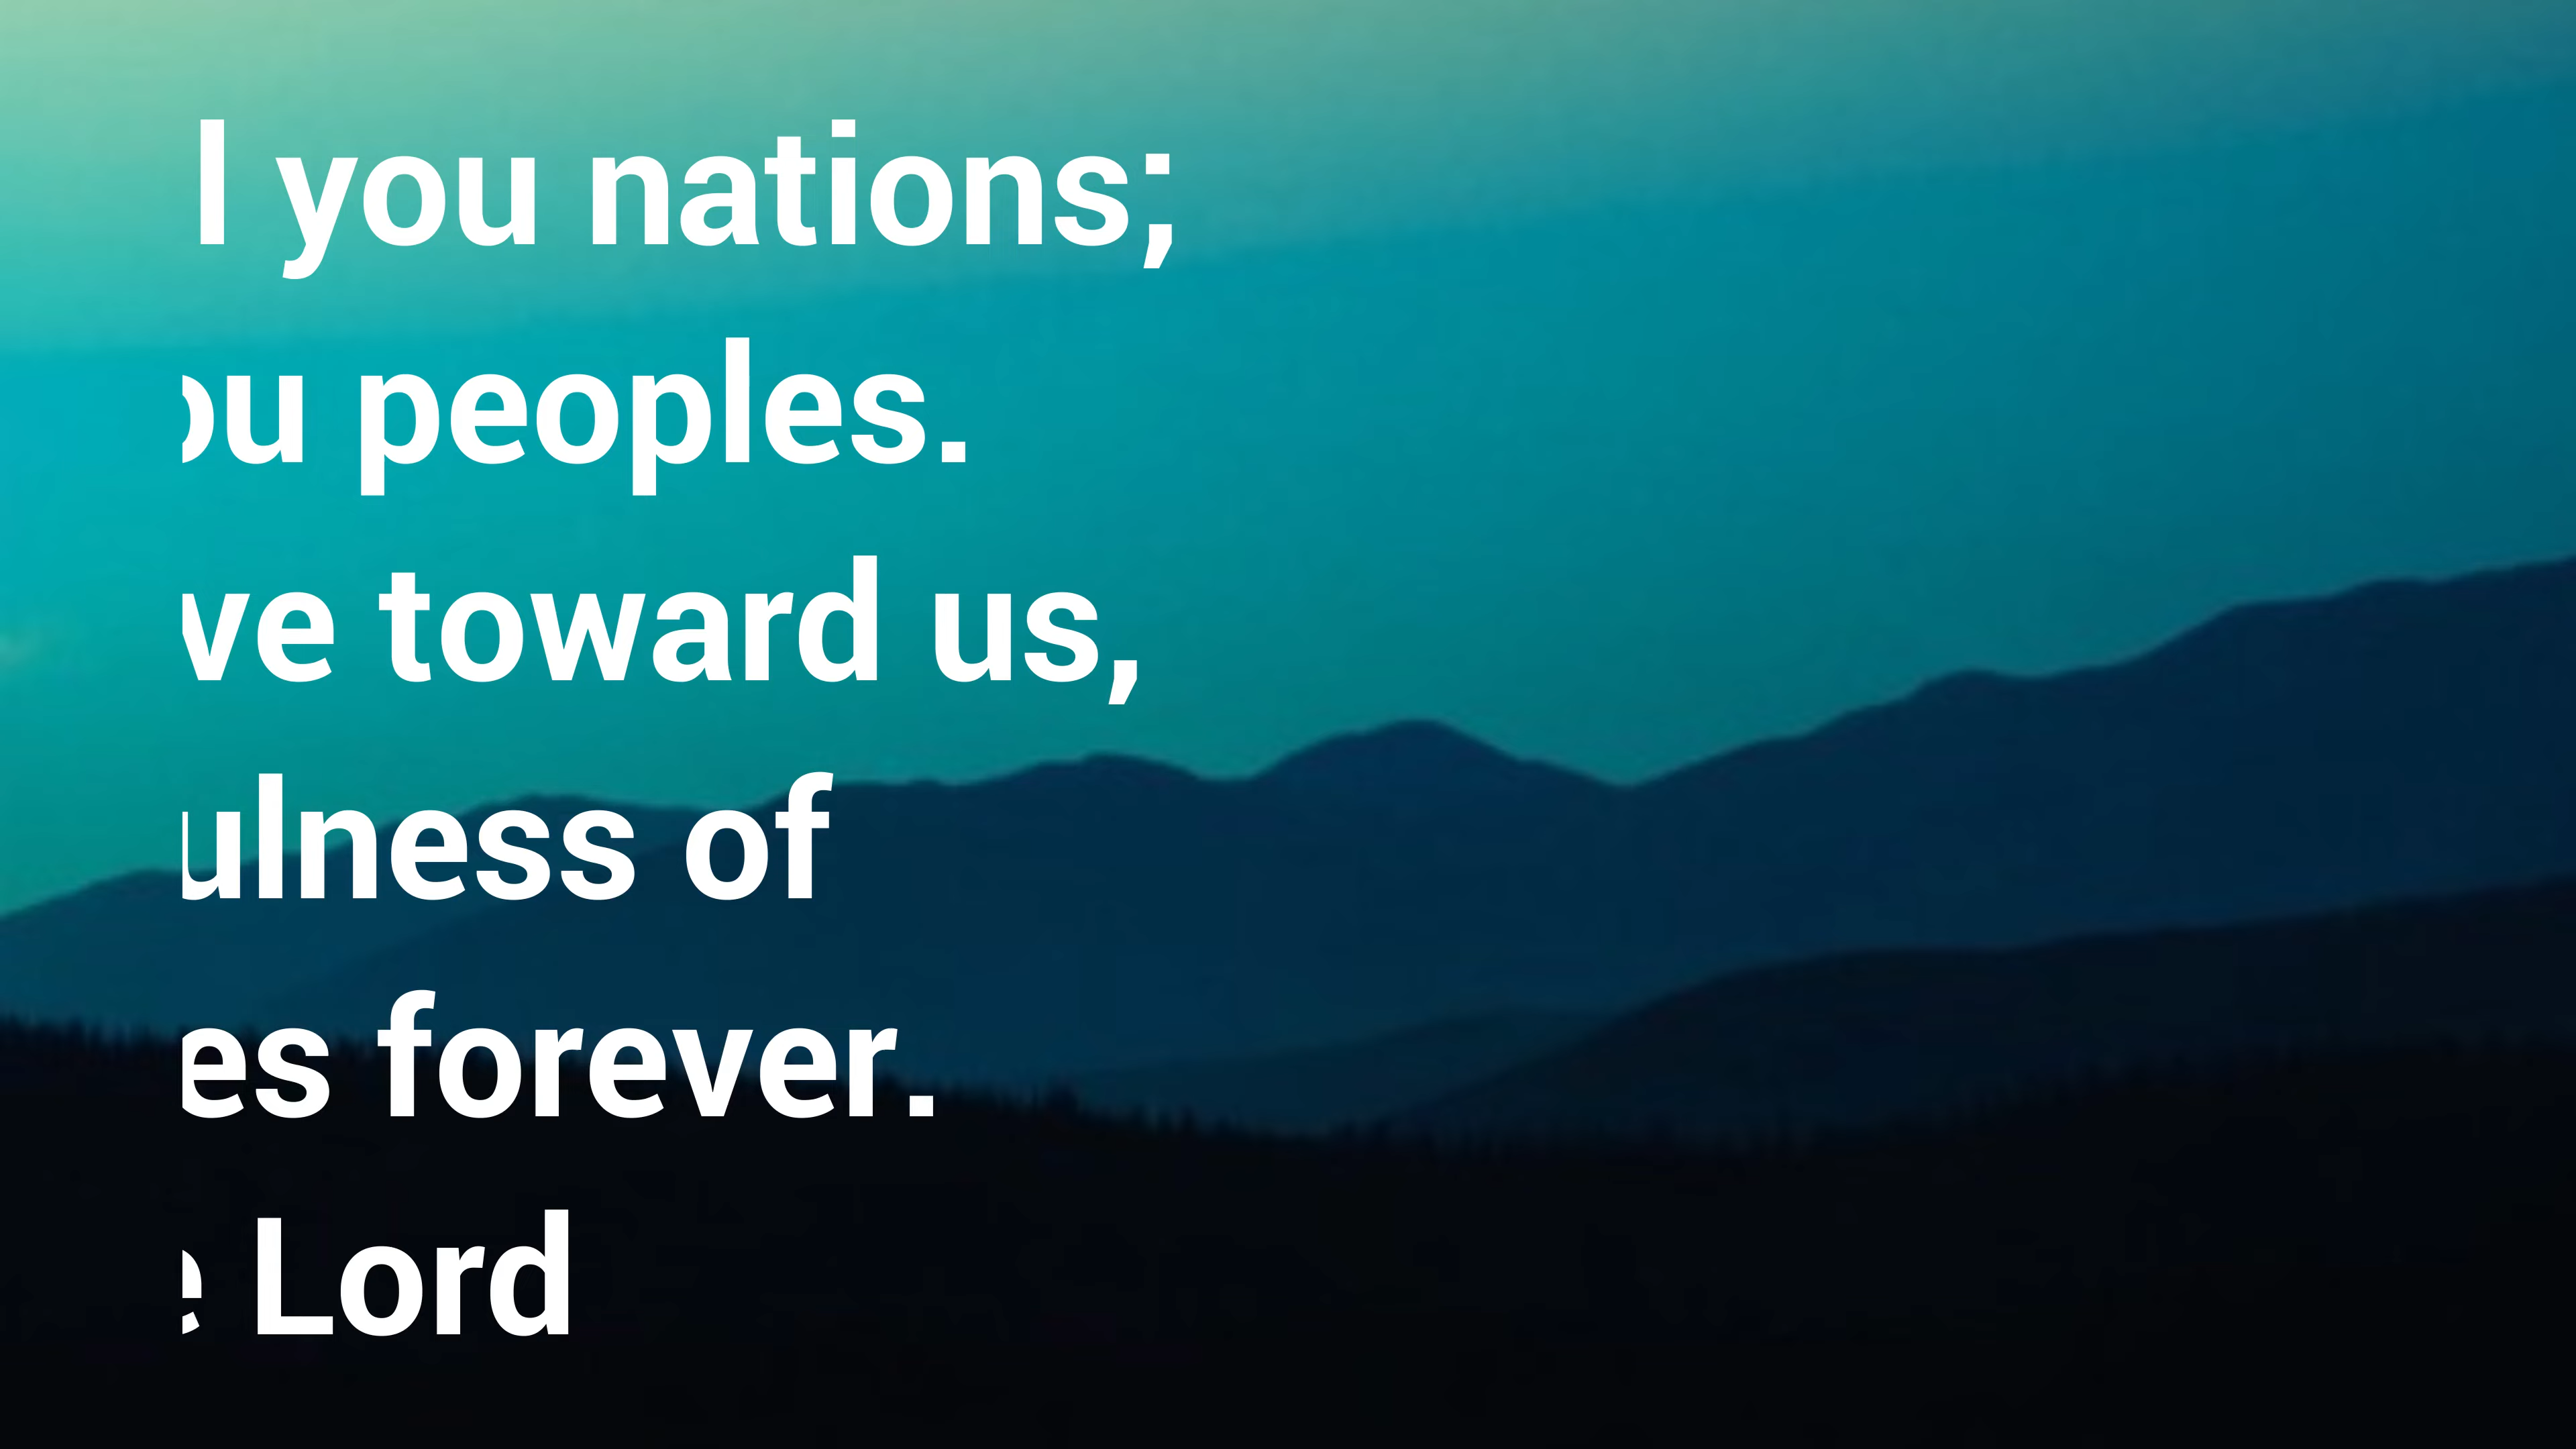 l you nations;
ou peoples.
ve toward us,
ulness of
es forever.
e Lord